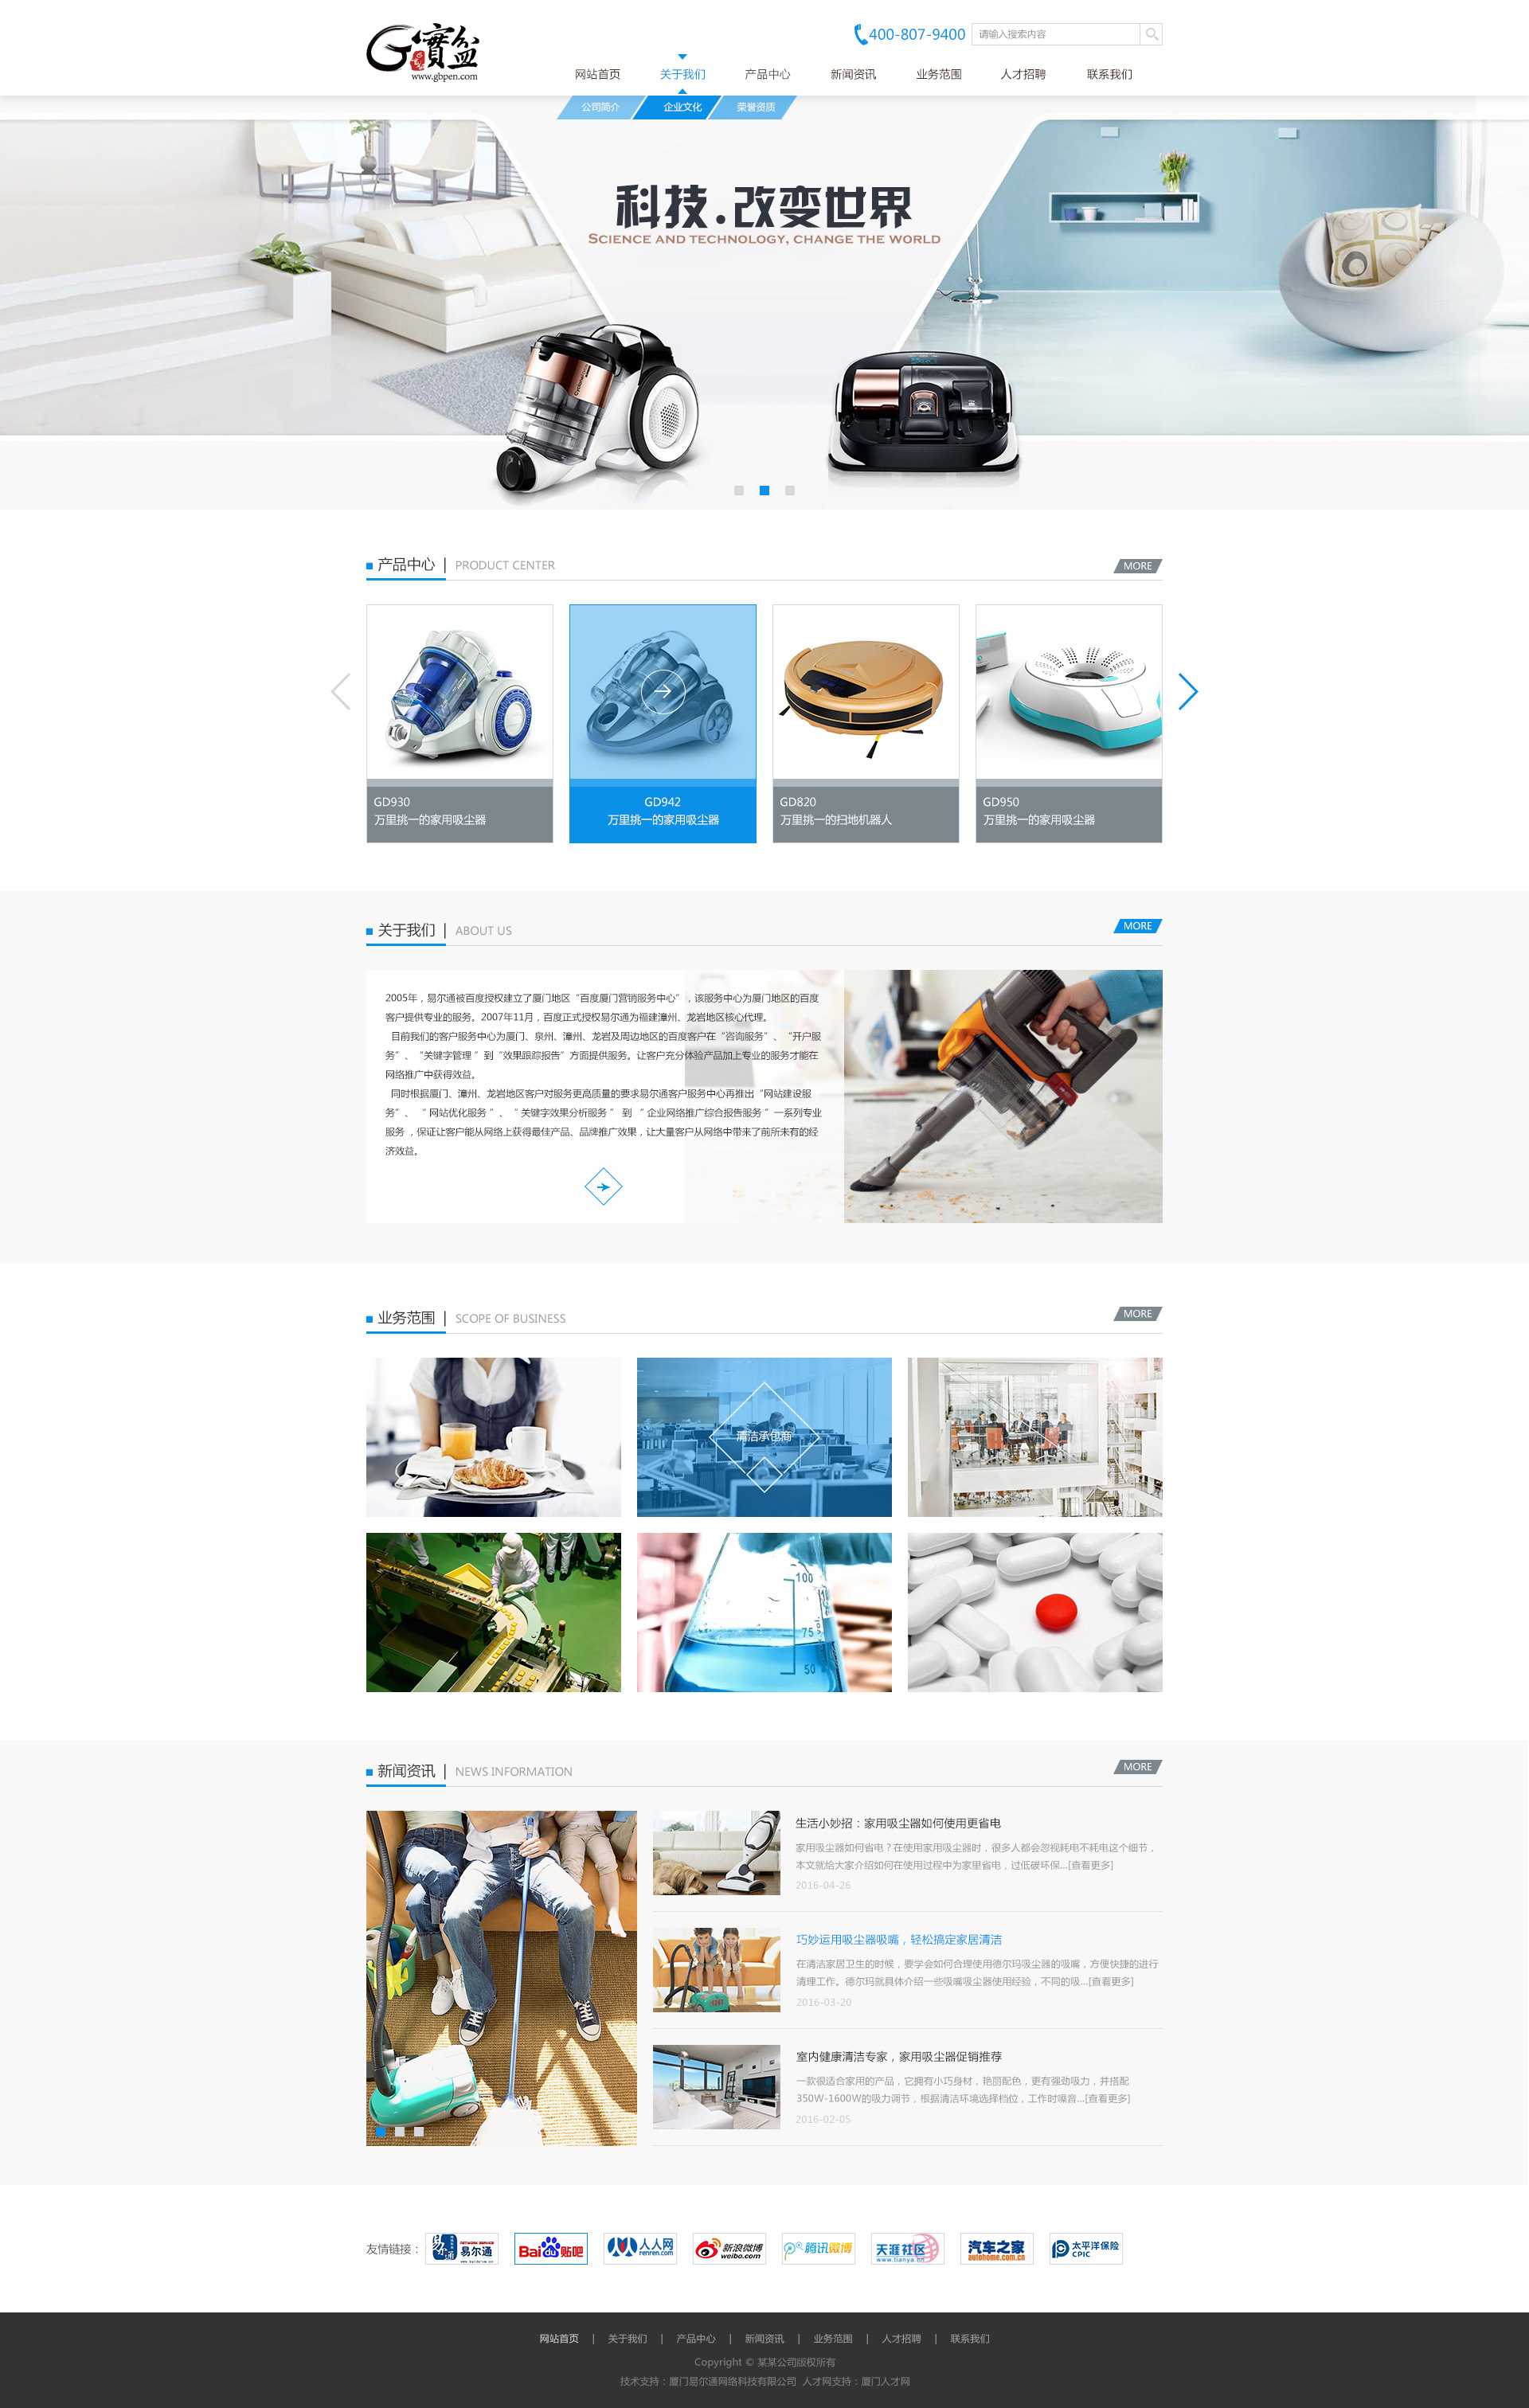 G寶盆
www.gbpen.com
400-807-9400
请输入搜索内容
网站首页 关于我们 产品中心 新闻资讯 业务范围 人才招聘 联系我们
公司简介 企业文化 荣誉资质
科技.改变世界
SCIENCE AND TECHNOLOGY, CHANGE THE WORLD
产品中心 | PRODUCT CENTER
MORE
GD930
万里挑一的家用吸尘器
GD942
万里挑一的家用吸尘器
GD820
万里挑一的扫地机器人
GD950
万里挑一的家用吸尘器
关于我们 | ABOUT US
MORE
2005年，易尔通被百度授权建立了厦门地区“百度厦门营销服务中心”，该服务中心为厦门地区的百度
客户提供专业的服务。2007年11月，百度正式授权易尔通为福建漳州、龙岩地区核心代理。
目前我们的客户服务中心为厦门、泉州、漳州、龙岩及周边地区的百度客户在“咨询服务”、“开户服
务”、“关键字管理 ”到“效果跟踪报告”方面提供服务。让客户充分体验产品加上专业的服务才能在
网络推广中获得效益。
同时根据厦门、漳州、龙岩地区客户对服务更高质量的要求易尔通客户服务中心再推出“网站建设服
务”、 “ 网站优化服务 ”、“ 关键字效果分析服务 ” 到 “ 企业网络推广综合报告服务 ”一系列专业
服务 ，保证让客户能从网络上获得最佳产品、品牌推广效果，让大量客户从网络中带来了前所未有的经
济效益。
业务范围 | SCOPE OF BUSINESS
MORE
清洁承包商
100
75
50
新闻资讯 | NEWS INFORMATION
MORE
生活小妙招：家用吸尘器如何使用更省电
家用吸尘器如何省电？在使用家用吸尘器时，很多人都会忽视耗电不耗电这个细节，
本文就给大家介绍如何在使用过程中为家里省电，过低碳环保...[查看更多]
2016-04-26
巧妙运用吸尘器吸嘴，轻松搞定家居清洁
在清洁家居卫生的时候，要学会如何合理使用德尔玛吸尘器的吸嘴，方便快捷的进行
清理工作。德尔玛就具体介绍一些吸嘴吸尘器使用经验，不同的吸...[查看更多]
2016-03-20
室内健康清洁专家，家用吸尘器促销推荐
一款很适合家用的产品，它拥有小巧身材，艳丽配色，更有强劲吸力，并搭配
350W-1600W的吸力调节，根据清洁环境选择档位，工作时噪音...[查看更多]
2016-02-05
友情链接：
易尔通
Baidu贴吧
人人网
renren.com
新浪微博
weibo.com
腾讯微博
天涯社区
www.tianya.cn
汽车之家
autohome.com.cn
太平洋保险
CPIC
网站首页 | 关于我们 | 产品中心 | 新闻资讯 | 业务范围 | 人才招聘 | 联系我们
Copyright © 某某公司版权所有
技术支持：厦门易尔通网络科技有限公司 人才网支持：厦门人才网